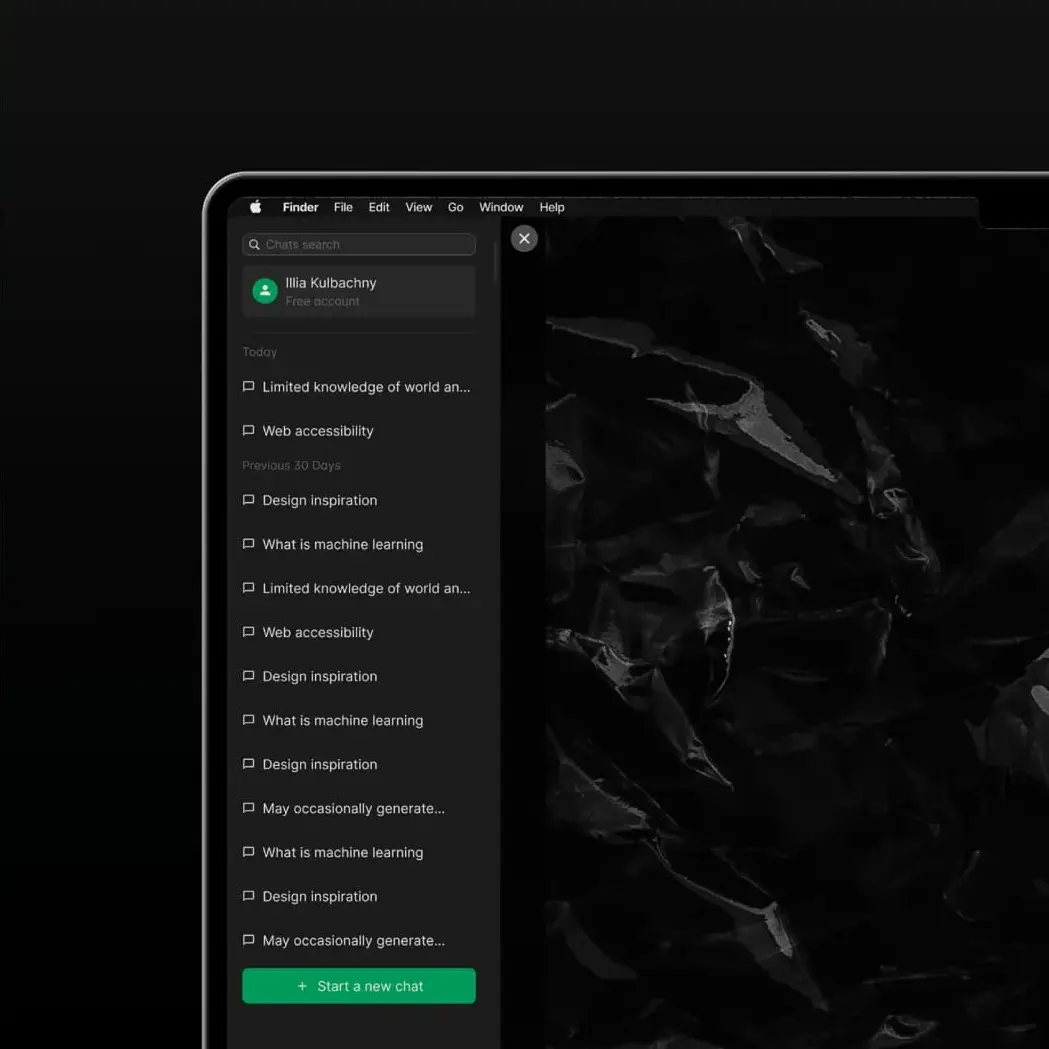 Finder File Edit View Go Window Help
Chats search
Illia Kulbachny
Free account
Today
Limited knowledge of world an...
Web accessibility
Previous 30 Days
Design inspiration
What is machine learning
Limited knowledge of world an...
Web accessibility
Design inspiration
What is machine learning
Design inspiration
May occasionally generate...
What is machine learning
Design inspiration
May occasionally generate...
+ Start a new chat